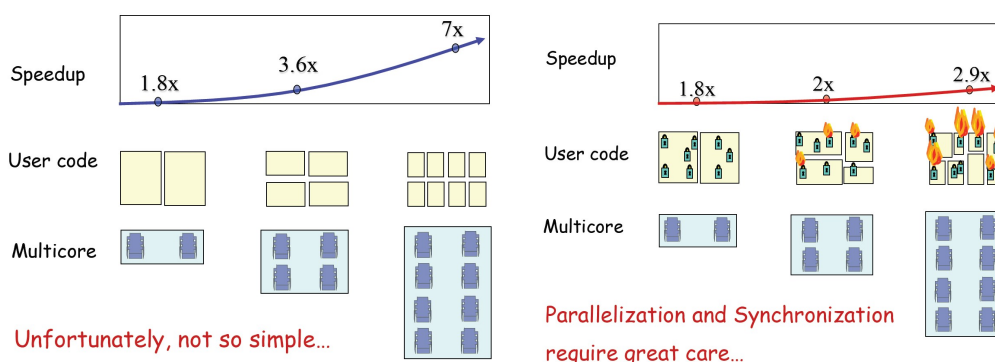 Speedup
1.8x
3.6x
7x
User code
Multicore
Unfortunately, not so simple...
Speedup
1.8x
2x
2.9x
User code
Multicore
Parallelization and Synchronization
require great care...